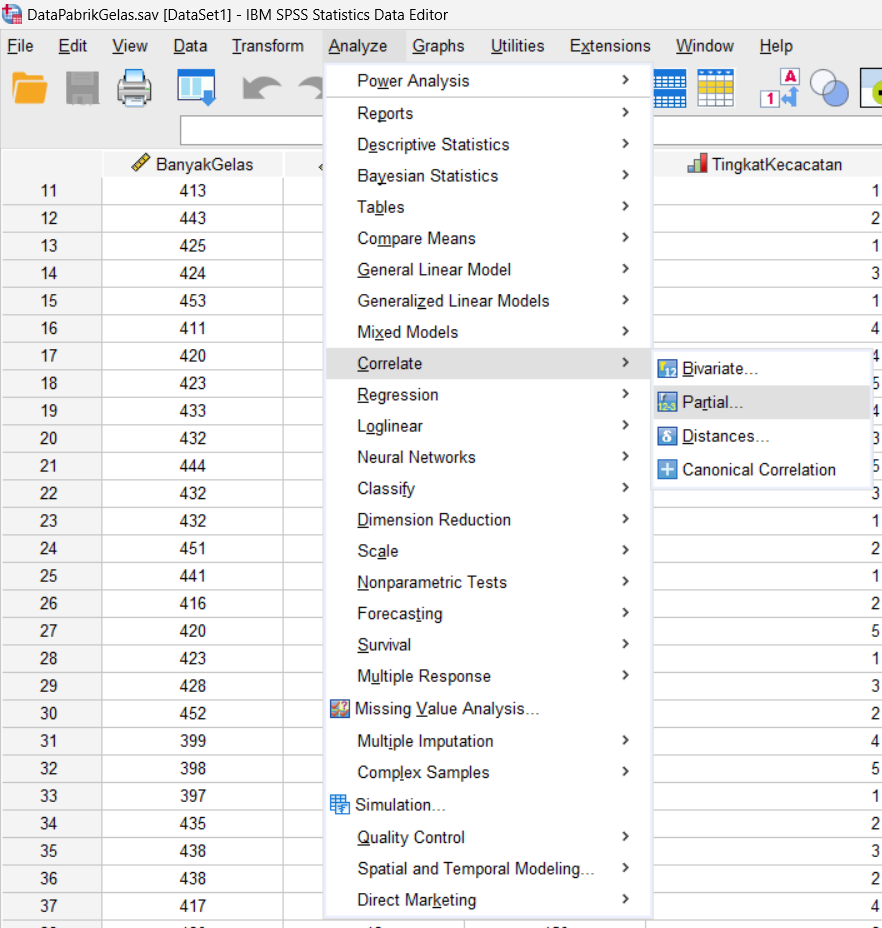 DataPabrikGelas.sav [DataSet1] - IBM SPSS Statistics Data Editor
File Edit View Data Transform Analyze Graphs Utilities Extensions Window Help
A
1
BanyakGelas TingkatKecacatan
11 413 1
12 443 2
13 425 1
14 424 3
15 453 1
16 411 4
17 420 4
18 423 5
19 433 4
20 432 3
21 444 5
22 432 3
23 432 1
24 451 2
25 441 1
26 416 2
27 420 5
28 423 1
29 428 3
30 452 2
31 399 4
32 398 5
33 397 1
34 435 2
35 438 3
36 438 2
37 417 4
Power Analysis
Reports
Descriptive Statistics
Bayesian Statistics
Tables
Compare Means
General Linear Model
Generalized Linear Models
Mixed Models
Correlate
Regression
Loglinear
Neural Networks
Classify
Dimension Reduction
Scale
Nonparametric Tests
Forecasting
Survival
Multiple Response
Missing Value Analysis...
Multiple Imputation
Complex Samples
Simulation...
Quality Control
Spatial and Temporal Modeling...
Direct Marketing
Bivariate...
Partial...
Distances...
Canonical Correlation